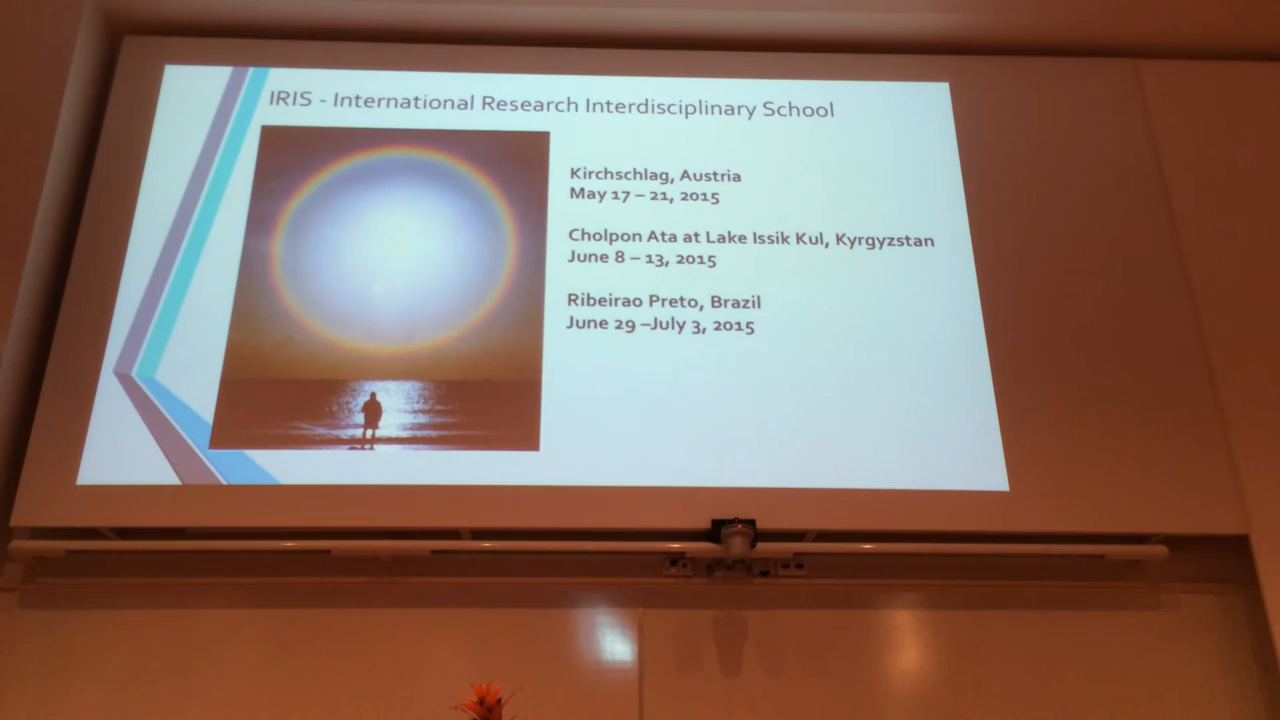 IRIS - International Research Interdisciplinary School
Kirchschlag, Austria
May 17 – 21, 2015
Cholpon Ata at Lake Issik Kul, Kyrgyzstan
June 8 – 13, 2015
Ribeirao Preto, Brazil
June 29 –July 3, 2015